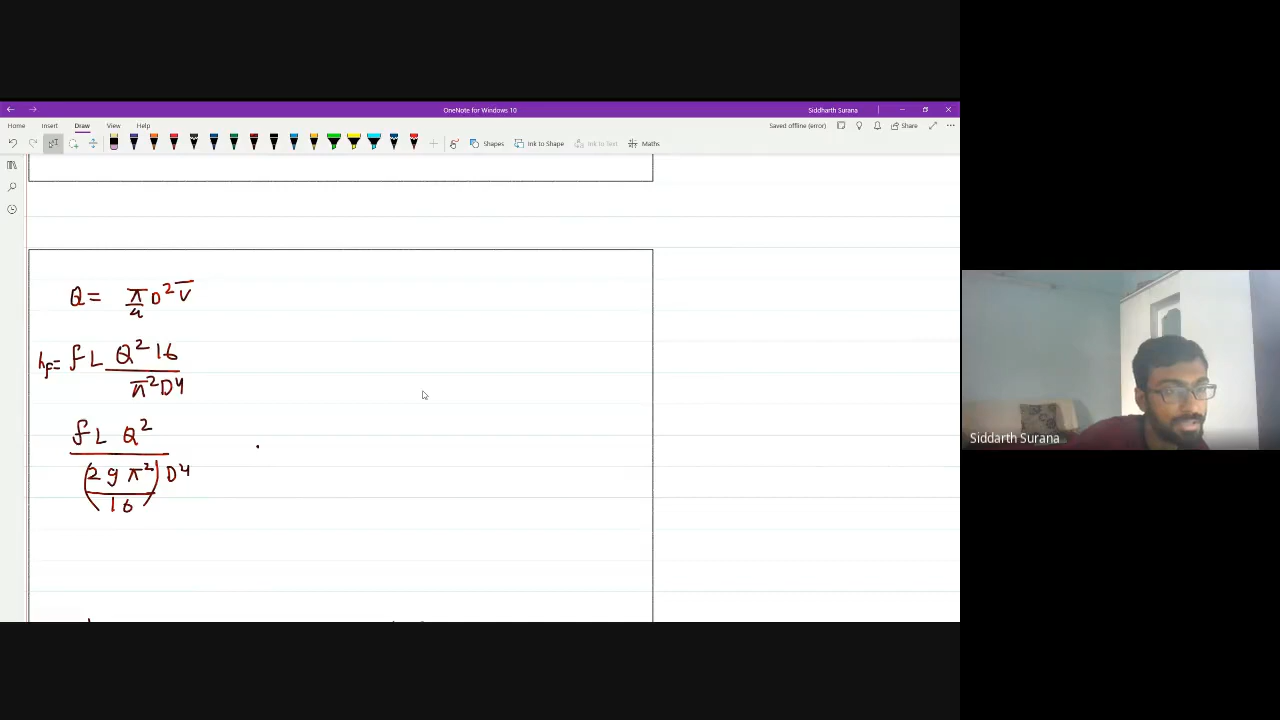 OneNote for Windows 10
Siddharth Surana
Home Insert Draw View Help
Saved offline (error) Share
Shapes Ink to Shape Ink to Text Maths
Q = π/4 D² V̅
h_f = f L Q² 16 / π² D⁴
f L Q² / (2 g π² / 16) D⁴
Siddarth Surana